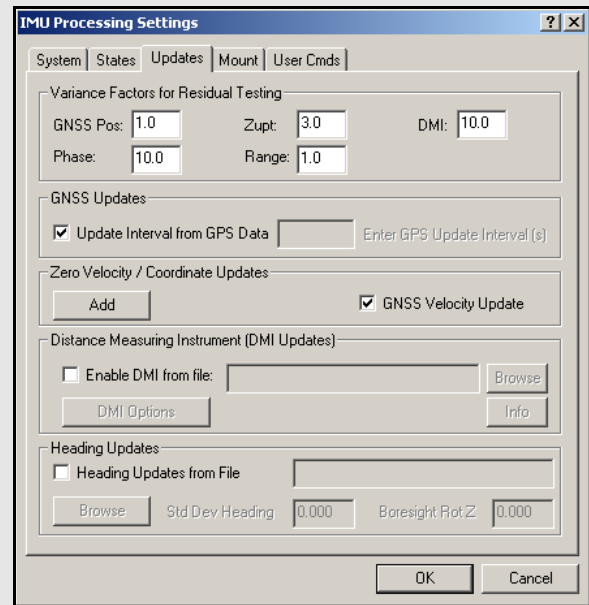 IMU Processing Settings
System States Updates Mount User Cmds
Variance Factors for Residual Testing
GNSS Pos: 1.0 Zupt: 3.0 DMI: 10.0
Phase: 10.0 Range: 1.0
GNSS Updates
Update Interval from GPS Data Enter GPS Update Interval (s)
Zero Velocity / Coordinate Updates
Add GNSS Velocity Update
Distance Measuring Instrument (DMI Updates)
Enable DMI from file: Browse
DMI Options Info
Heading Updates
Heading Updates from File
Browse Std Dev Heading 0.000 Boresight Rot Z 0.000
OK Cancel